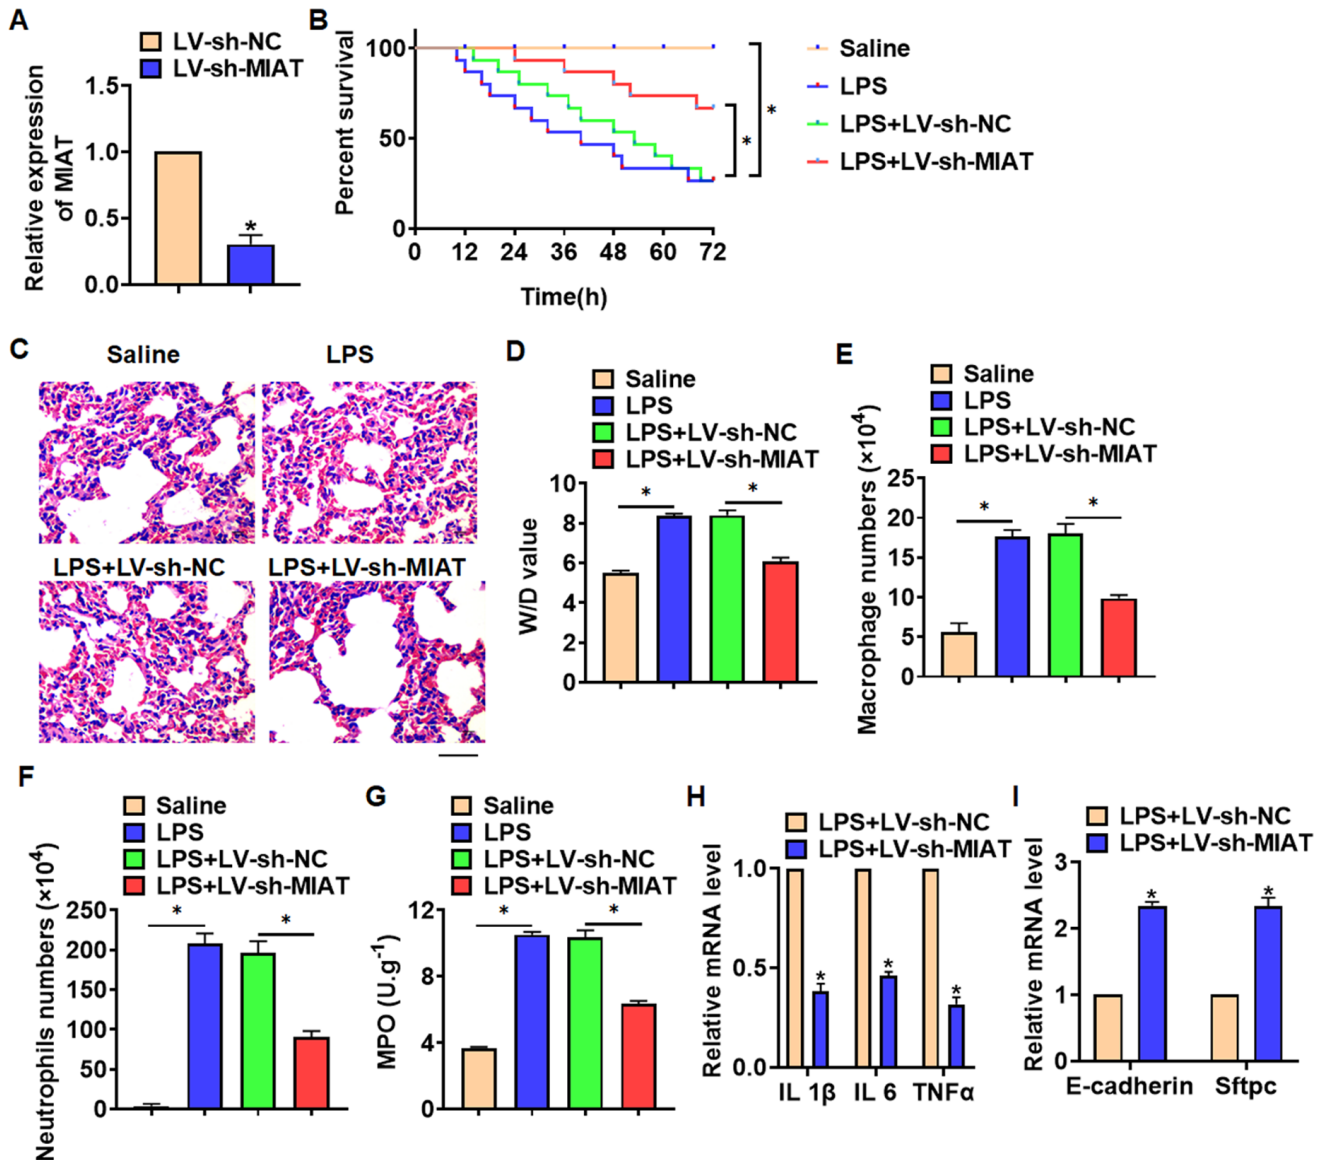 A
LV-sh-NC
LV-sh-MIAT
Relative expression
of MIAT
1.5
1.0
0.5
0.0
*
B
Percent survival
100
50
0
0 12 24 36 48 60 72
Time(h)
*
*
Saline
LPS
LPS+LV-sh-NC
LPS+LV-sh-MIAT
C
Saline
LPS
LPS+LV-sh-NC
LPS+LV-sh-MIAT
D
Saline
LPS
LPS+LV-sh-NC
LPS+LV-sh-MIAT
W/D value
10
8
6
4
2
0
*
*
E
Saline
LPS
LPS+LV-sh-NC
LPS+LV-sh-MIAT
Macrophage numbers (×10⁴)
25
20
15
10
5
0
*
*
F
Saline
LPS
LPS+LV-sh-NC
LPS+LV-sh-MIAT
Neutrophils numbers (×10⁴)
250
200
150
100
50
0
*
*
G
Saline
LPS
LPS+LV-sh-NC
LPS+LV-sh-MIAT
MPO (U.g⁻¹)
12
8
4
0
*
*
H
LPS+LV-sh-NC
LPS+LV-sh-MIAT
Relative mRNA level
1.0
0.5
0.0
*
*
*
IL 1β IL 6 TNFα
I
LPS+LV-sh-NC
LPS+LV-sh-MIAT
Relative mRNA level
3
2
1
0
*
*
E-cadherin Sftpc